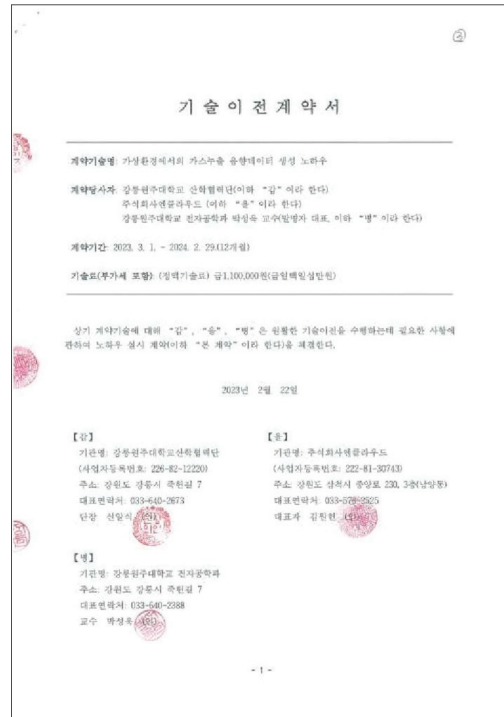 ②
기술이전계약서
계약기술명: 가상환경에서의 가스누출 음향데이터 생성 노하우
계약당사자: 강릉원주대학교 산학협력단(이하 “갑”이라 한다)
주식회사엔클라우드 (이하 “을”이라 한다)
강릉원주대학교 전자공학과 박성욱 교수(발명자 대표, 이하 “병”이라 한다)
계약기간: 2023. 3. 1. - 2024. 2. 29.(12개월)
기술료(부가세 포함): (정액기술료) 금1,100,000원(금일백일십만원)
상기 계약기술에 대해 “갑”, “을”, “병”은 원활한 기술이전을 수행하는데 필요한 사항에
관하여 노하우 실시 계약(이하 “본 계약”이라 한다)을 체결한다.
2023년 2월 22일
【갑】
기관명: 강릉원주대학교산학협력단
(사업자등록번호: 226-82-12220)
주소: 강원도 강릉시 죽헌길 7
대표연락처: 033-640-2673
단장 신일식 (인)
【을】
기관명: 주식회사엔클라우드
(사업자등록번호: 222-81-30743)
주소: 강원도 삼척시 중앙로 230, 3층(남양동)
대표연락처: 033-576-2525
대표자 김원현 (인)
【병】
기관명: 강릉원주대학교 전자공학과
주소: 강원도 강릉시 죽헌길 7
대표연락처: 033-640-2388
교수 박성욱 (인)
- 1 -